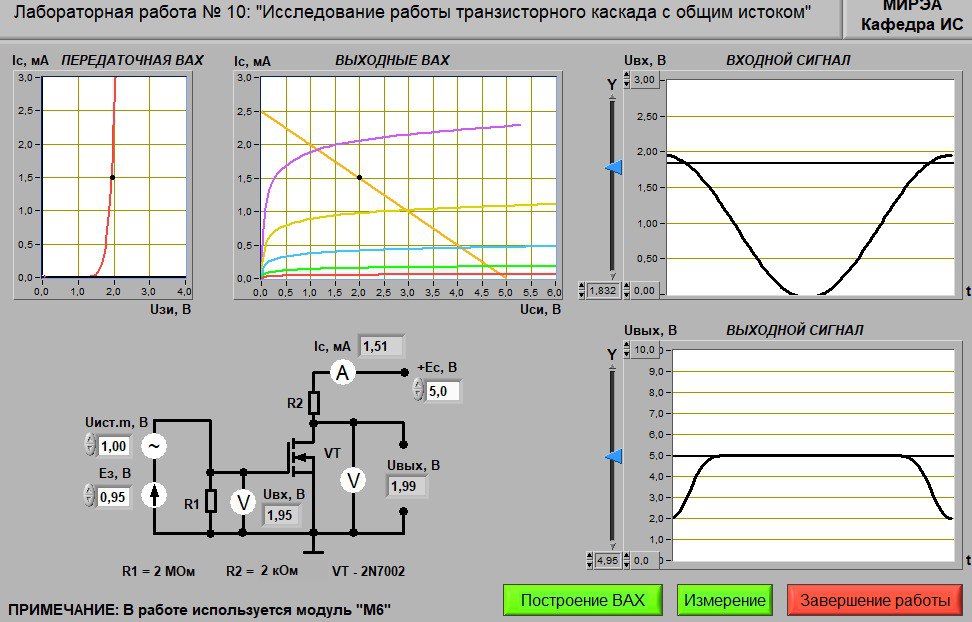 Лабораторная работа № 10: "Исследование работы транзисторного каскада с общим истоком"
МИРЭА
Кафедра ИС
Ic, мА ПЕРЕДАТОЧНАЯ ВАХ
3,0
2,5
2,0
1,5
1,0
0,5
0,0
0,0 1,0 2,0 3,0 4,0
Uзи, В
Ic, мА ВЫХОДНЫЕ ВАХ
3,0
2,5
2,0
1,5
1,0
0,5
0,0
0,0 0,5 1,0 1,5 2,0 2,5 3,0 3,5 4,0 4,5 5,0 5,5 6,0
Uси, В
Uвх, В ВХОДНОЙ СИГНАЛ
Y
3,00
2,50
2,00
1,50
1,00
0,50
0,00
Y
1,832
t
Uвых, В ВЫХОДНОЙ СИГНАЛ
Y
10,0
9,0
8,0
7,0
6,0
5,0
4,0
3,0
2,0
1,0
0,0
Y
4,95
t
Ic, мА 1,51
A
+Ec, В
5,0
R2
Uист.m, В
1,00
~
Eз, В
0,95
R1
V
Uвх, В
1,95
VT
V
Uвых, В
1,99
R1 = 2 МОм R2 = 2 кОм VT - 2N7002
ПРИМЕЧАНИЕ: В работе используется модуль "М6"
Построение ВАХ
Измерение
Завершение работы